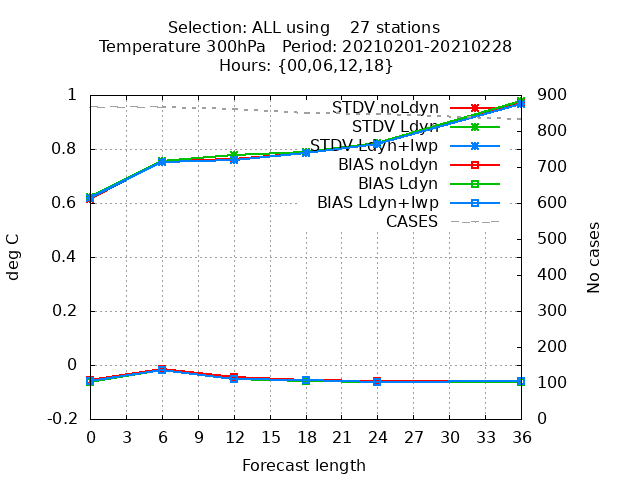 Selection: ALL using    27 stations
Temperature 300hPa   Period: 20210201-20210228
Hours: {00,06,12,18}
STDV noLdyn
STDV Ldyn
STDV Ldyn+lwp
BIAS noLdyn
BIAS Ldyn
BIAS Ldyn+lwp
CASES
deg C
1
0.8
0.6
0.4
0.2
0
-0.2
900
800
700
600
500
400
300
200
100
0
No cases
0 3 6 9 12 15 18 21 24 27 30 33 36
Forecast length